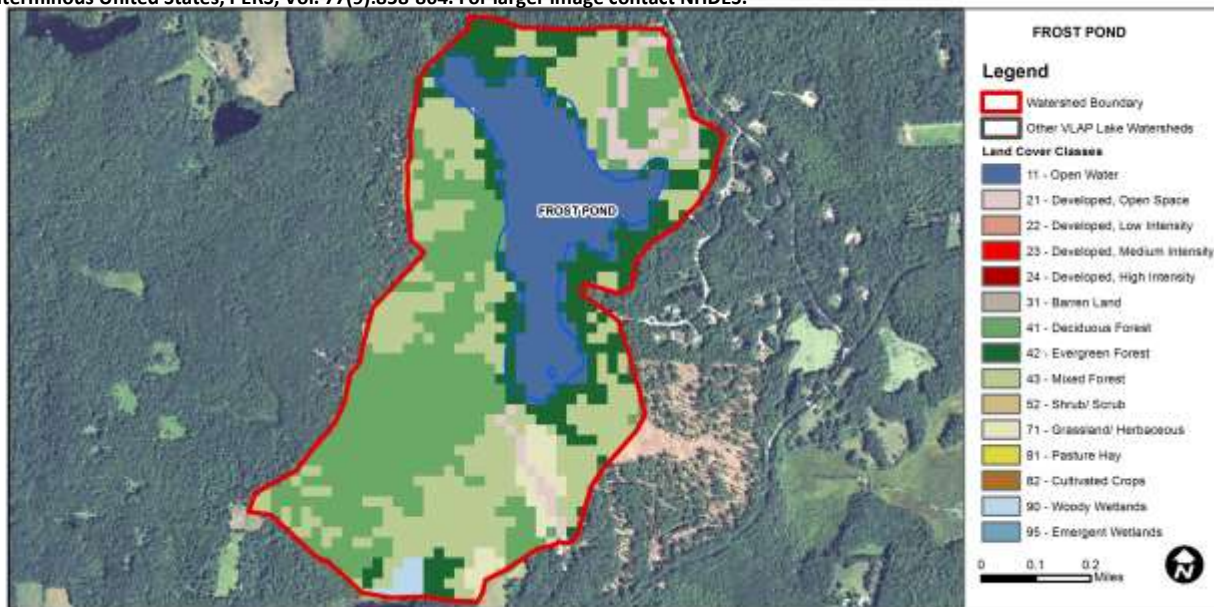 nterminous United States, PERS, Vol. 77(9):858-864. For larger image contact NHDES.
FROST POND
FROST POND
Legend
Watershed Boundary
Other VLAP Lake Watersheds
Land Cover Classes
11 - Open Water
21 - Developed, Open Space
22 - Developed, Low Intensity
23 - Developed, Medium Intensity
24 - Developed, High Intensity
31 - Barren Land
41 - Deciduous Forest
42 - Evergreen Forest
43 - Mixed Forest
52 - Shrub/ Scrub
71 - Grassland/ Herbaceous
81 - Pasture Hay
82 - Cultivated Crops
90 - Woody Wetlands
95 - Emergent Wetlands
0 0.1 0.2
Miles
N